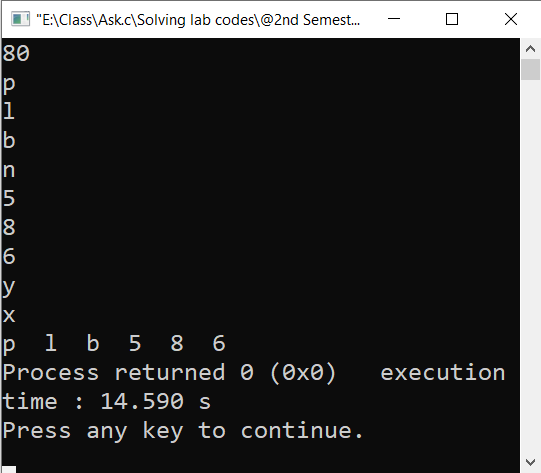 "E:\Class\Ask.c\Solving lab codes\@2nd Semest...
80
p
l
b
n
5
8
6
y
x
p  l  b  5  8  6
Process returned 0 (0x0)   execution
time : 14.590 s
Press any key to continue.